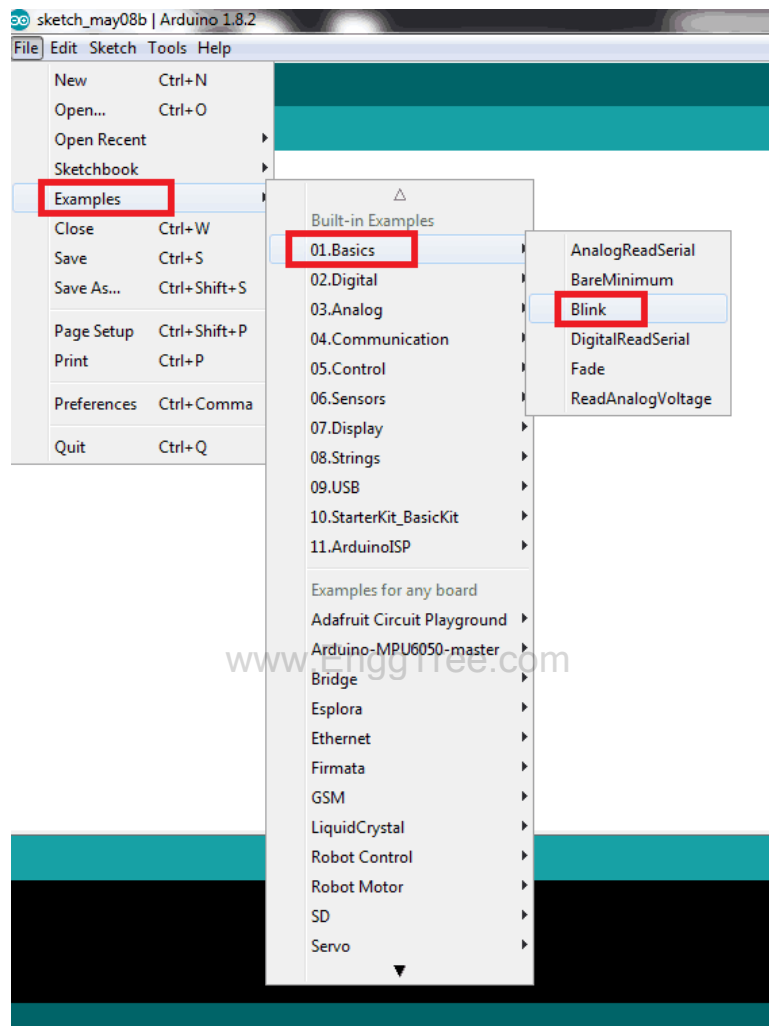 sketch_may08b | Arduino 1.8.2
File Edit Sketch Tools Help
New Ctrl+N
Open... Ctrl+O
Open Recent
Sketchbook
Examples
Close Ctrl+W
Save Ctrl+S
Save As... Ctrl+Shift+S
Page Setup Ctrl+Shift+P
Print Ctrl+P
Preferences Ctrl+Comma
Quit Ctrl+Q
Built-in Examples
01.Basics
02.Digital
03.Analog
04.Communication
05.Control
06.Sensors
07.Display
08.Strings
09.USB
10.StarterKit_BasicKit
11.ArduinoISP
Examples for any board
Adafruit Circuit Playground
Arduino-MPU6050-master
Bridge
Esplora
Ethernet
Firmata
GSM
LiquidCrystal
Robot Control
Robot Motor
SD
Servo
AnalogReadSerial
BareMinimum
Blink
DigitalReadSerial
Fade
ReadAnalogVoltage
www.EnggTree.com